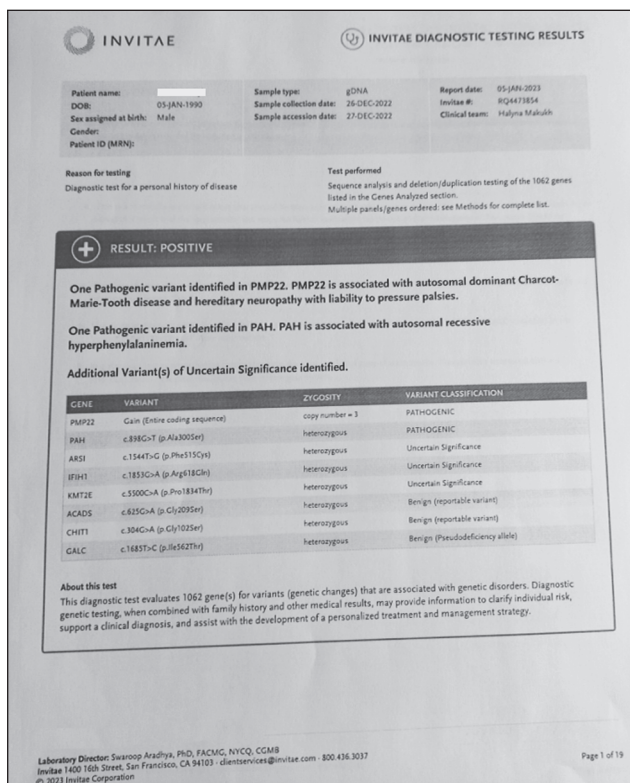 INVITAE
INVITAE DIAGNOSTIC TESTING RESULTS
Patient name:
DOB: 05-JAN-1990
Sex assigned at birth: Male
Gender:
Patient ID (MRN):
Sample type: gDNA
Sample collection date: 26-DEC-2022
Sample accession date: 27-DEC-2022
Report date: 05-JAN-2023
Invitae #: RQ4473854
Clinical team: Halyna Makukh
Reason for testing
Diagnostic test for a personal history of disease
Test performed
Sequence analysis and deletion/duplication testing of the 1062 genes
listed in the Genes Analyzed section.
Multiple panels/genes ordered: see Methods for complete list.
RESULT: POSITIVE
One Pathogenic variant identified in PMP22. PMP22 is associated with autosomal dominant Charcot-
Marie-Tooth disease and hereditary neuropathy with liability to pressure palsies.
One Pathogenic variant identified in PAH. PAH is associated with autosomal recessive
hyperphenylalaninemia.
Additional Variant(s) of Uncertain Significance identified.
GENE VARIANT ZYGOSITY VARIANT CLASSIFICATION
PMP22 Gain (Entire coding sequence) copy number = 3 PATHOGENIC
PAH c.898G>T (p.Ala300Ser) heterozygous PATHOGENIC
ARSI c.1544T>G (p.Phe515Cys) heterozygous Uncertain Significance
IFIH1 c.1853G>A (p.Arg618Gln) heterozygous Uncertain Significance
KMT2E c.5500C>A (p.Pro1834Thr) heterozygous Uncertain Significance
ACADS c.625G>A (p.Gly209Ser) heterozygous Benign (reportable variant)
CHIT1 c.304G>A (p.Gly102Ser) heterozygous Benign (reportable variant)
GALC c.1685T>C (p.Ile562Thr) heterozygous Benign (Pseudodeficiency allele)
About this test
This diagnostic test evaluates 1062 gene(s) for variants (genetic changes) that are associated with genetic disorders. Diagnostic
genetic testing, when combined with family history and other medical results, may provide information to clarify individual risk,
support a clinical diagnosis, and assist with the development of a personalized treatment and management strategy.
Laboratory Director: Swaroop Aradhya, PhD, FACMG, NYCQ, CGMB
Invitae 1400 16th Street, San Francisco, CA 94103 · clientservices@invitae.com · 800.436.3037
© 2023 Invitae Corporation
Page 1 of 19